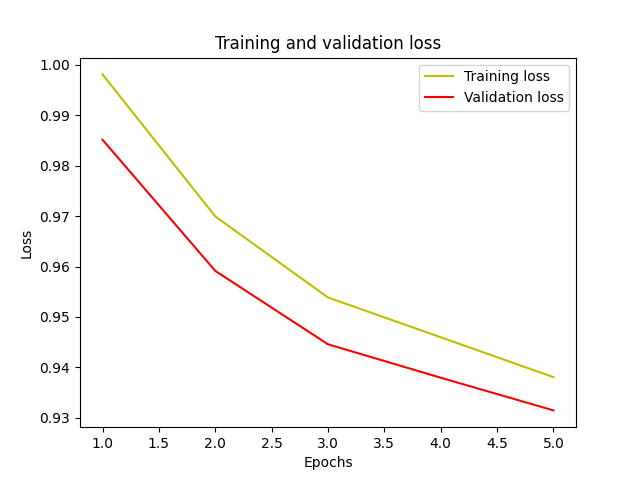 Training and validation loss
Training loss
Validation loss
1.00
0.99
0.98
0.97
0.96
0.95
0.94
0.93
Loss
1.0 1.5 2.0 2.5 3.0 3.5 4.0 4.5 5.0
Epochs